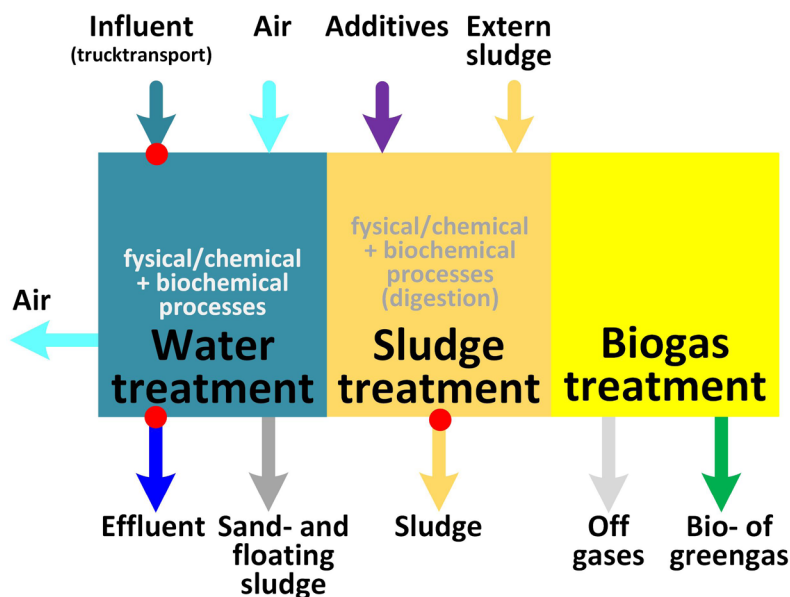 Influent
(trucktransport)
Air
Additives
Extern
sludge
fysical/chemical
+ biochemical
processes
Water
treatment
fysical/chemical
+ biochemical
processes
(digestion)
Sludge
treatment
Biogas
treatment
Air
Effluent
Sand- and
floating
sludge
Sludge
Off
gases
Bio- of
greengas